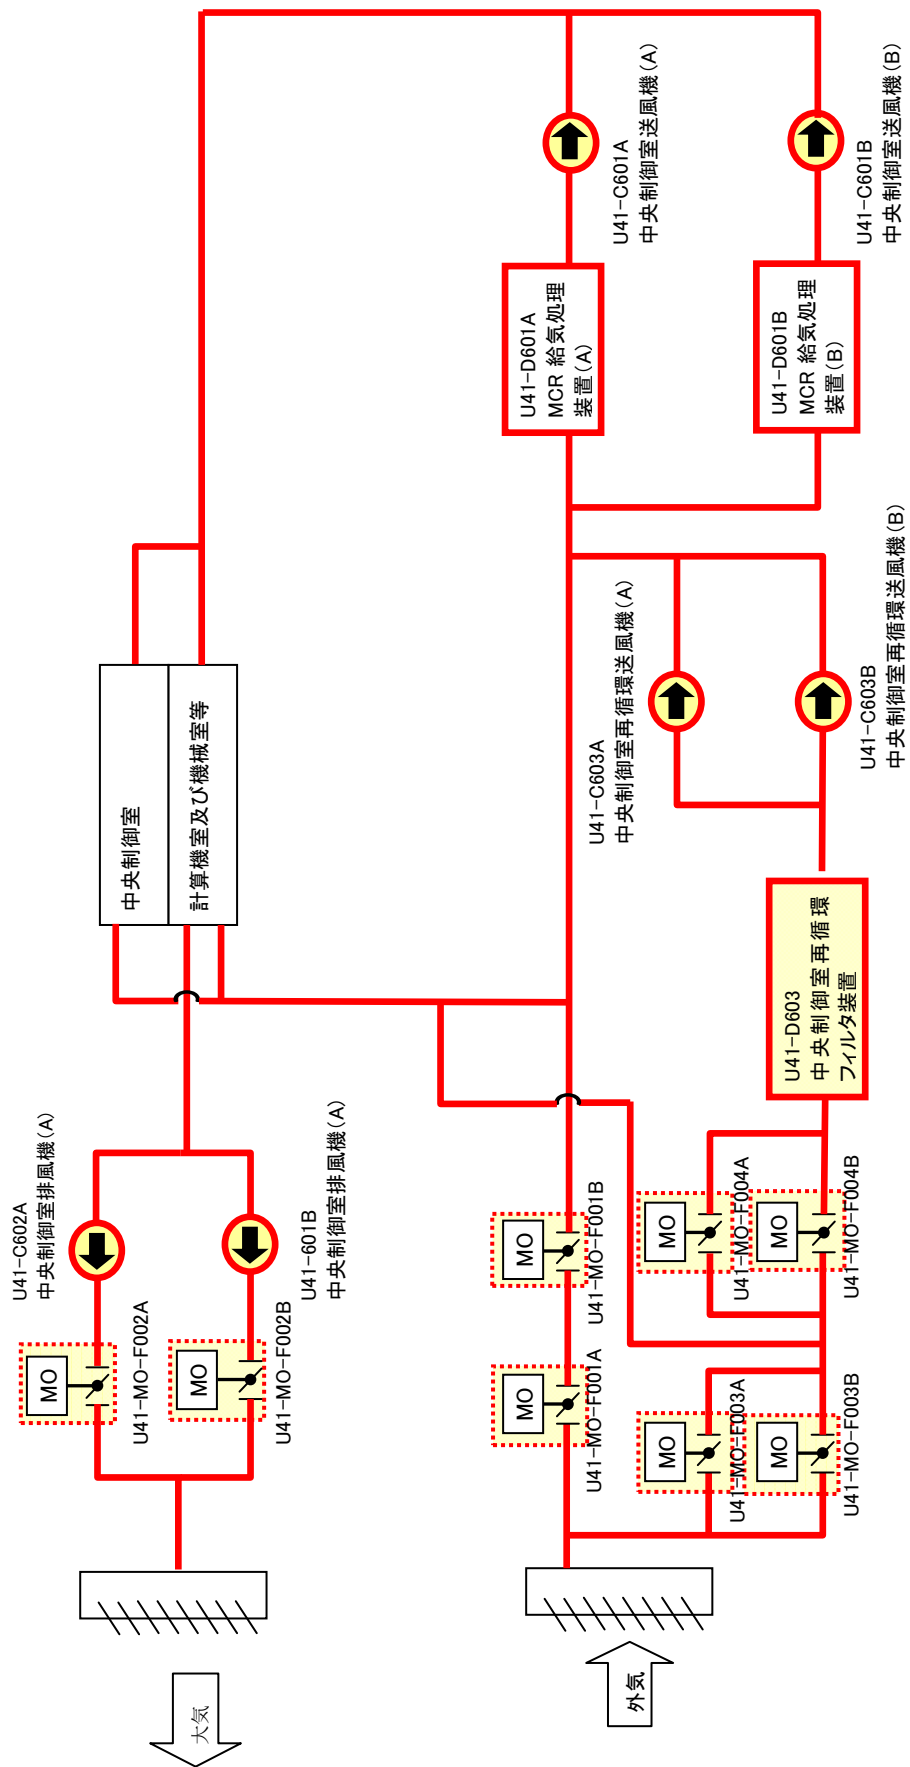 大気
外気
MO
U41-MO-F002A
U41-C602A
中央制御室排風機(A)
MO
U41-MO-F002B
U41-601B
中央制御室排風機(A)
中央制御室
計算機室及び機械室等
MO
U41-MO-F001A
MO
U41-MO-F001B
MO
U41-MO-F003A
MO
U41-MO-F003B
MO
U41-MO-F004A
MO
U41-MO-F004B
U41-D603
中央制御室再循環
フィルタ装置
U41-C603A
中央制御室再循環送風機(A)
U41-C603B
中央制御室再循環送風機(B)
U41-D601A
MCR 給気処理
装置(A)
U41-D601B
MCR 給気処理
装置(B)
U41-C601A
中央制御室送風機(A)
U41-C601B
中央制御室送風機(B)